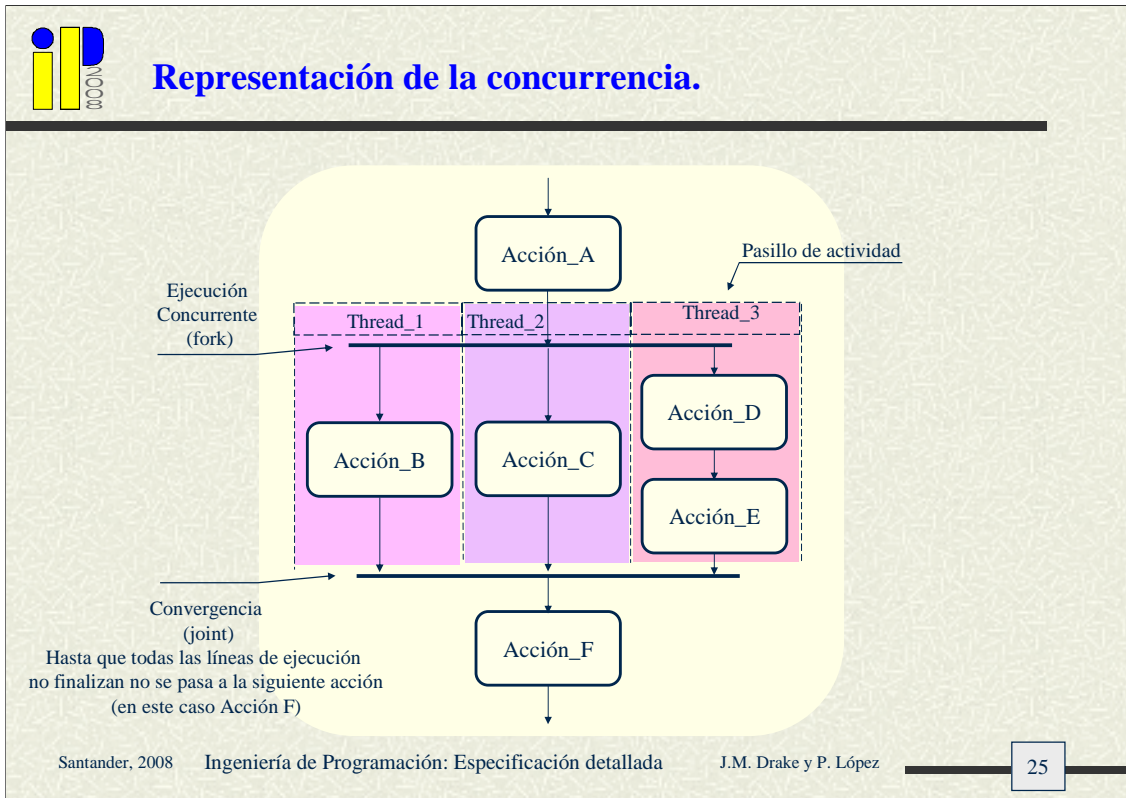 iP
2008
Representación de la concurrencia.
Acción_A
Pasillo de actividad
Ejecución
Concurrente
(fork)
Thread_1
Thread_2
Thread_3
Acción_D
Acción_B
Acción_C
Acción_E
Convergencia
(joint)
Hasta que todas las líneas de ejecución
no finalizan no se pasa a la siguiente acción
(en este caso Acción F)
Acción_F
Santander, 2008
Ingeniería de Programación: Especificación detallada
J.M. Drake y P. López
25